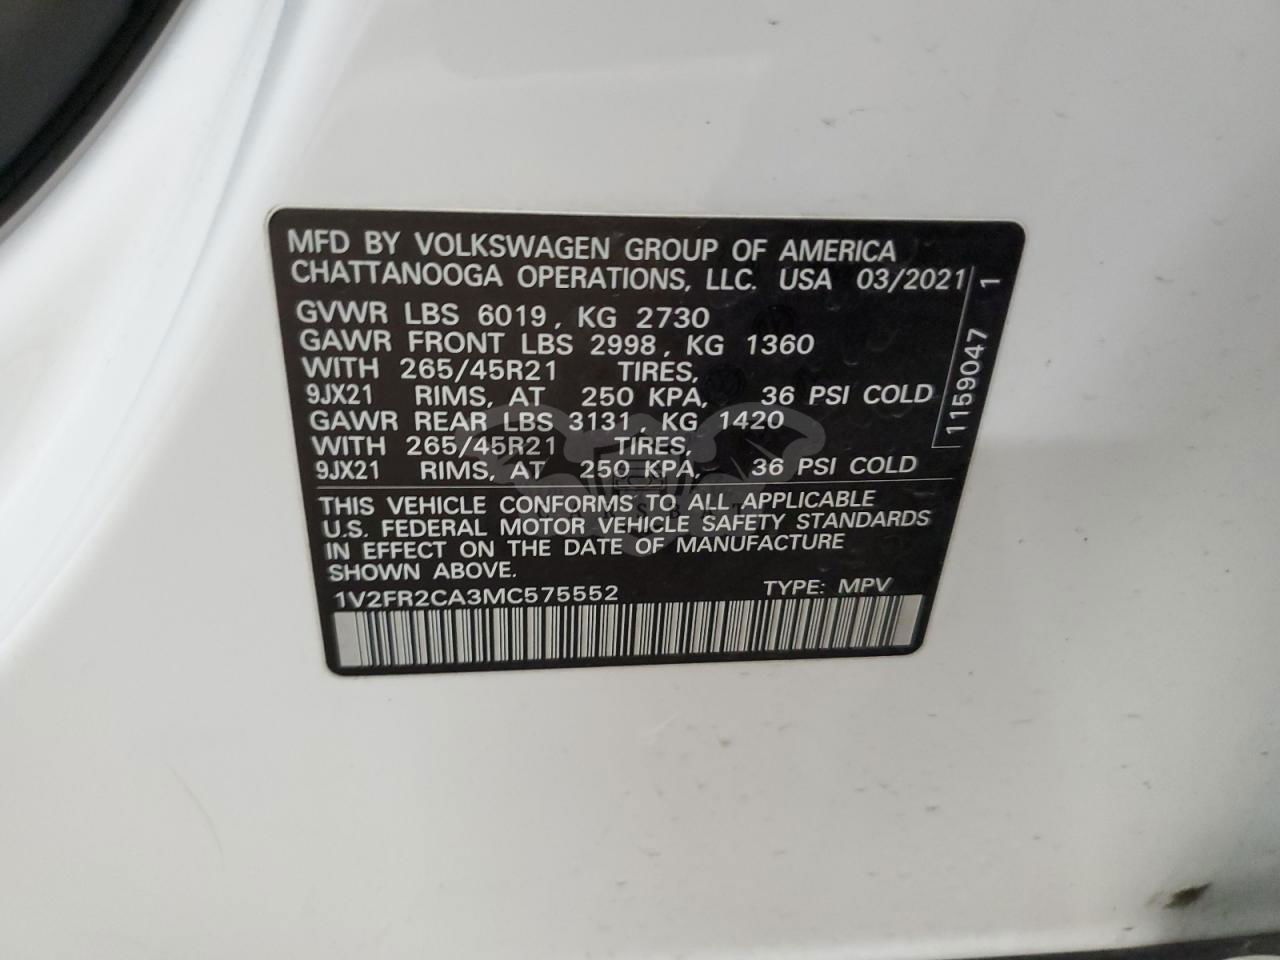 MFD BY VOLKSWAGEN GROUP OF AMERICA
CHATTANOOGA OPERATIONS, LLC. USA 03/2021
GVWR LBS 6019, KG 2730
GAWR FRONT LBS 2998, KG 1360
WITH 265/45R21 TIRES,
9JX21 RIMS, AT 250 KPA, 36 PSI COLD
GAWR REAR LBS 3131, KG 1420
WITH 265/45R21 TIRES,
9JX21 RIMS, AT 250 KPA, 36 PSI COLD
THIS VEHICLE CONFORMS TO ALL APPLICABLE
U.S. FEDERAL MOTOR VEHICLE SAFETY STANDARDS
IN EFFECT ON THE DATE OF MANUFACTURE
SHOWN ABOVE.
1V2FR2CA3MC575552 TYPE: MPV
1159047 1